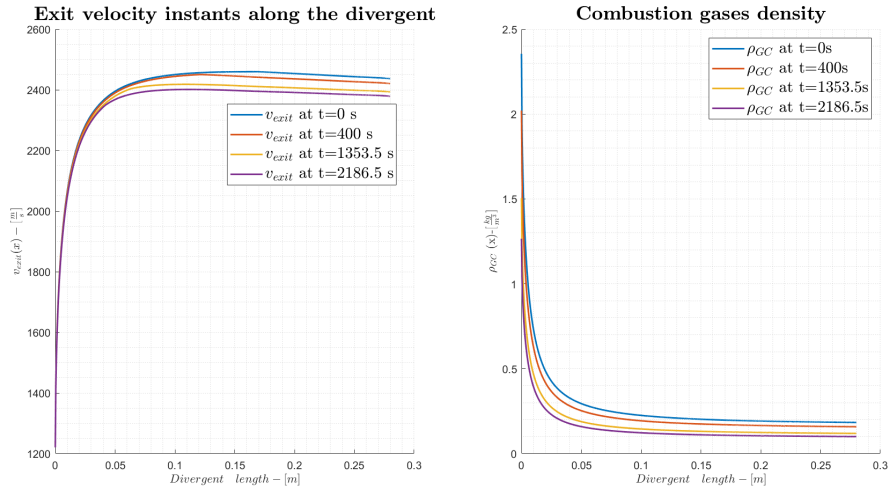 Exit velocity instants along the divergent
2600
2400
2200
2000
1800
1600
1400
1200
v_exit(x) − [m/s]
v_exit at t=0 s
v_exit at t=400 s
v_exit at t=1353.5 s
v_exit at t=2186.5 s
0
0.05
0.1
0.15
0.2
0.25
0.3
Divergent length − [m]
Combustion gases density
2.5
2
1.5
1
0.5
0
ρ_GC (x)-[kg/m³]
ρ_GC at t=0s
ρ_GC at t=400s
ρ_GC at t=1353.5s
ρ_GC at t=2186.5s
0
0.05
0.1
0.15
0.2
0.25
0.3
Divergent length − [m]